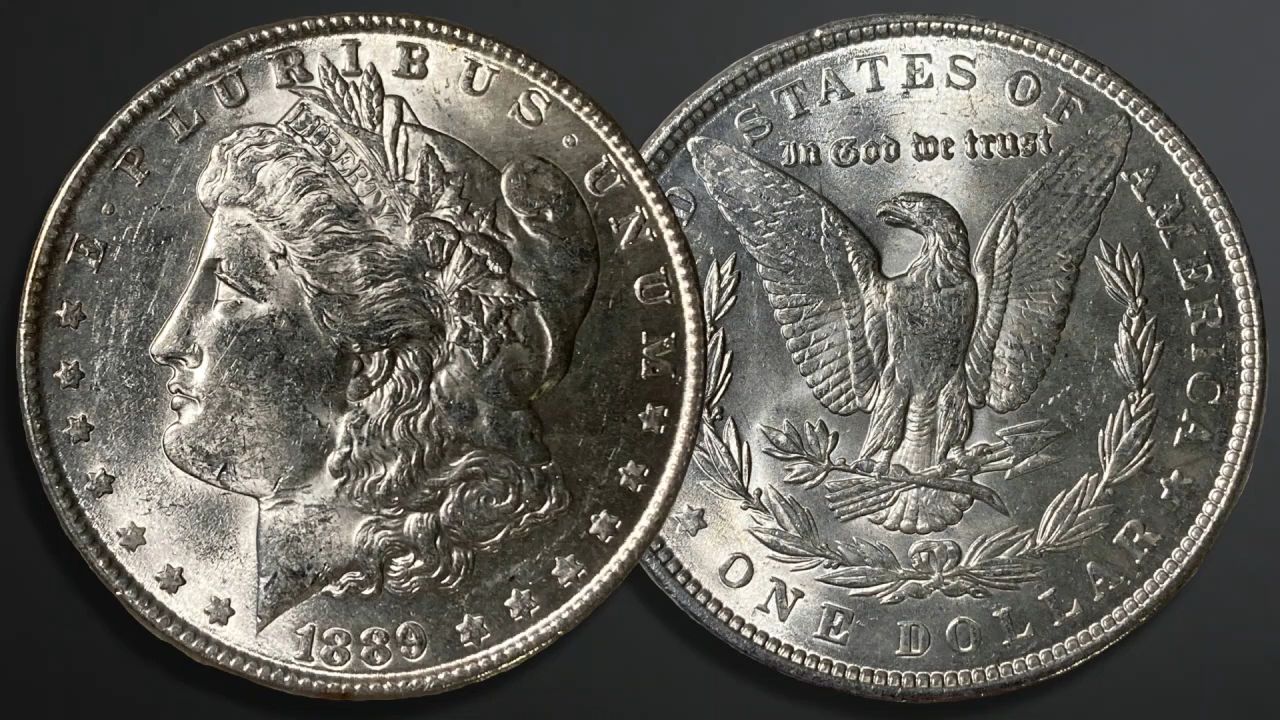 E · PLURIBUS · UNUM
LIBERTY
1889
D STATES OF AMERICA
In God we trust
ONE DOLLAR